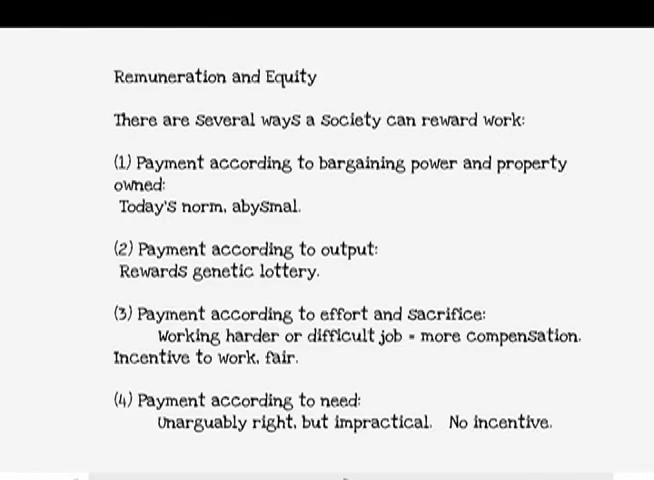 Remuneration and Equity
There are several ways a society can reward work:
(1) Payment according to bargaining power and property
owned:
Today's norm, abysmal.
(2) Payment according to output:
Rewards genetic lottery.
(3) Payment according to effort and sacrifice:
Working harder or difficult job = more compensation.
Incentive to work, fair.
(4) Payment according to need:
Unarguably right, but impractical. No incentive.